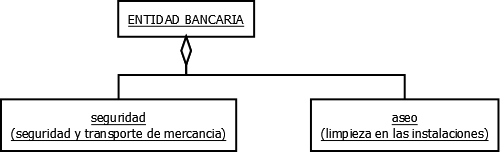 ENTIDAD BANCARIA
seguridad
(seguridad y transporte de mercancia)
aseo
(limpieza en las instalaciones)